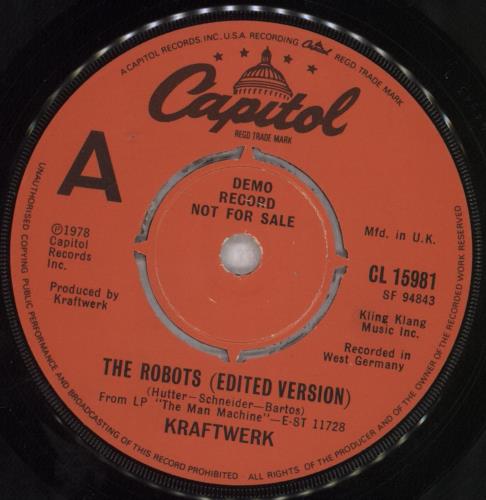 A CAPITOL RECORDS, INC., U.S.A. RECORDING Capitol REGD TRADE MARK
Capitol
REGD TRADE MARK
A
DEMO
RECORD
NOT FOR SALE
℗1978
Capitol
Records
Inc.
Mfd. in U.K.
CL 15981
SF 94843
Produced by
Kraftwerk
Kling Klang
Music Inc.
Recorded in
West Germany
THE ROBOTS (EDITED VERSION)
(Hutter-Schneider-Bartos)
From LP "The Man Machine"-E-ST 11728
KRAFTWERK
UNAUTHORISED COPYING PUBLIC PERFORMANCE AND BROADCASTING OF THIS RECORD PROHIBITED ALL RIGHTS OF THE PRODUCER AND OF THE OWNER OF THE RECORDED WORK RESERVED